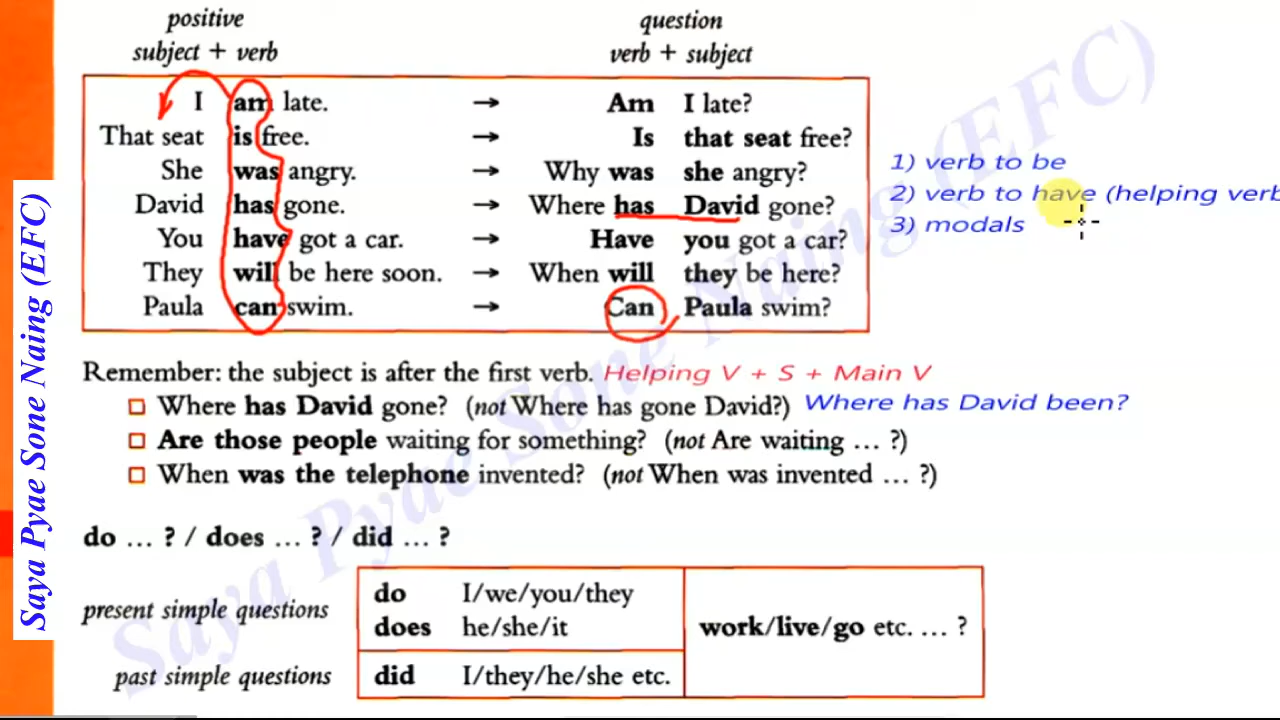 positive question
subject + verb verb + subject
I am late. → Am I late?
That seat is free. → Is that seat free?
She was angry. → Why was she angry?
David has gone. → Where has David gone?
You have got a car. → Have you got a car?
They will be here soon. → When will they be here?
Paula can swim. → Can Paula swim?
1) verb to be
2) verb to have (helping verb
3) modals
Remember: the subject is after the first verb. Helping V + S + Main V
Where has David gone? (not Where has gone David?) Where has David been?
Are those people waiting for something? (not Are waiting ... ?)
When was the telephone invented? (not When was invented ... ?)
do ... ? / does ... ? / did ... ?
present simple questions
do I/we/you/they
does he/she/it
work/live/go etc. ... ?
past simple questions
did I/they/he/she etc.
Saya Pyae Sone Naing (EFC)
Saya Pyae Sone Naing (EFC)